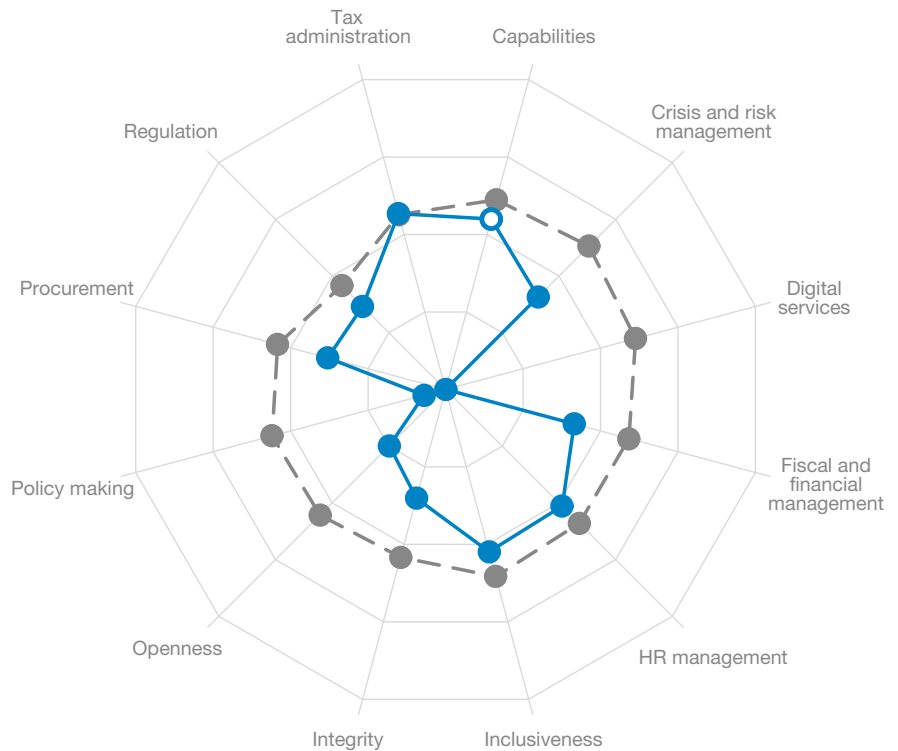 Tax
administration
Capabilities
Crisis and risk
management
Digital
services
Fiscal and
financial
management
HR management
Inclusiveness
Integrity
Openness
Policy making
Procurement
Regulation